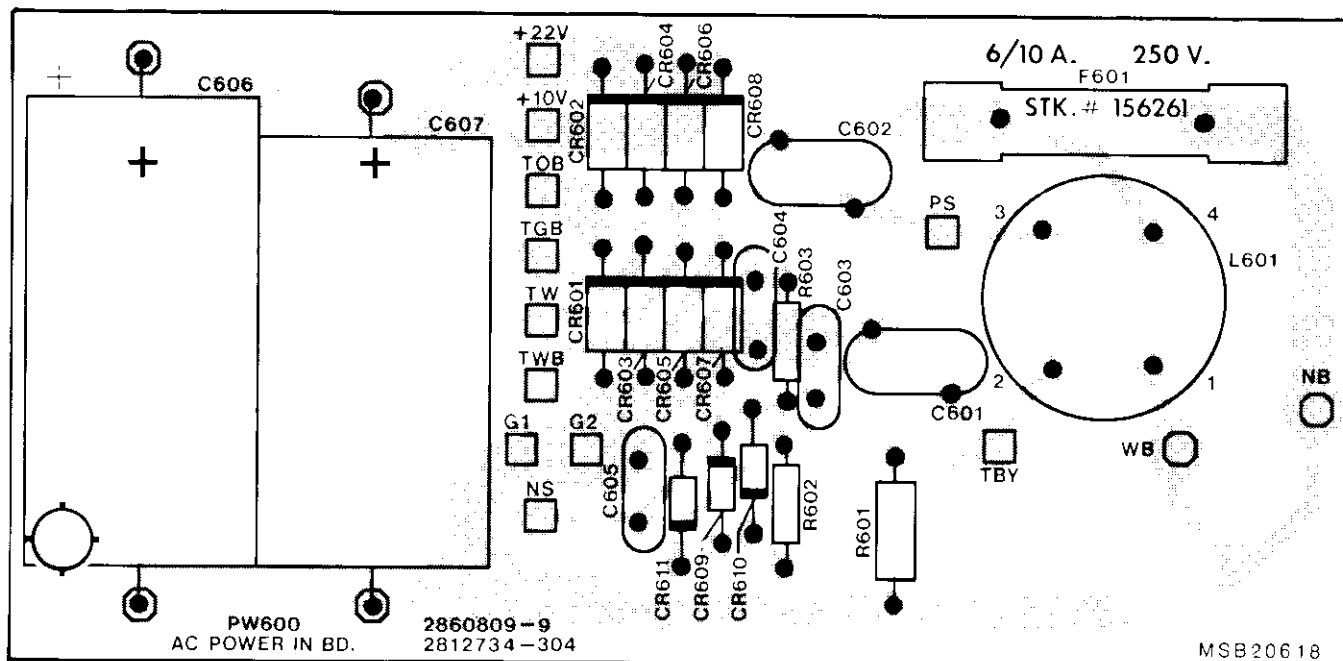 +22V
+10V
TOB
TGB
TW
TWB
G1
G2
NS
C606
C607
+
+
+
CR602
CR604
CR606
CR608
C602
6/10 A. 250 V.
F601
STK. # 156261
PS
3
4
L601
2
1
CR601
CR603
CR605
CR607
C604
R603
C603
C601
NB
WB
TBY
C605
CR611
CR609
CR610
R602
R601
PW600 2860809-9
AC POWER IN BD. 2812734-304
MSB20618